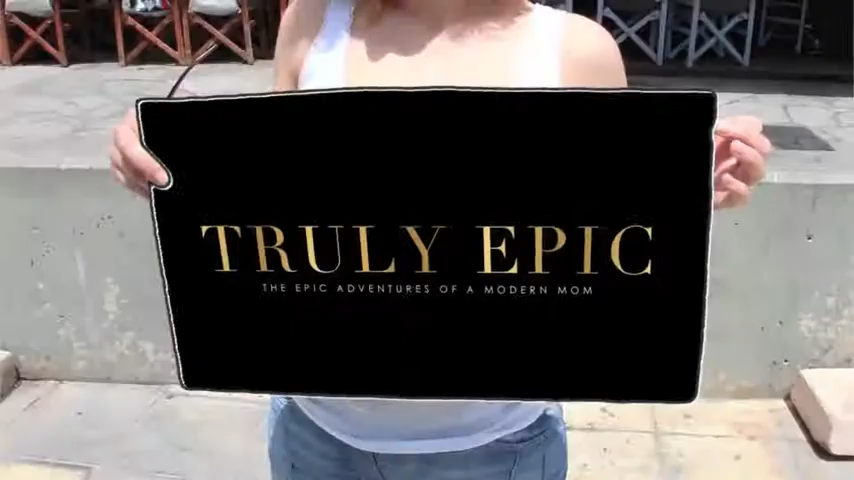 TRULY EPIC
THE EPIC ADVENTURES OF A MODERN MOM